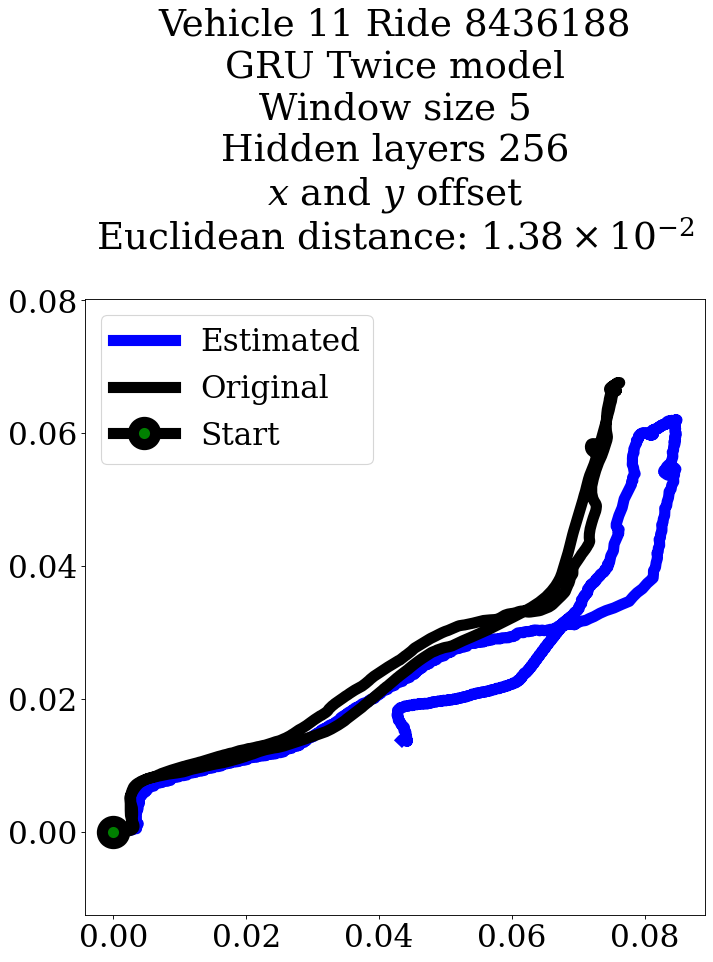 Vehicle 11 Ride 8436188
GRU Twice model
Window size 5
Hidden layers 256
x and y offset
Euclidean distance: 1.38 × 10⁻²
0.08
Estimated
Original
Start
0.06
0.04
0.02
0.00
0.00 0.02 0.04 0.06 0.08